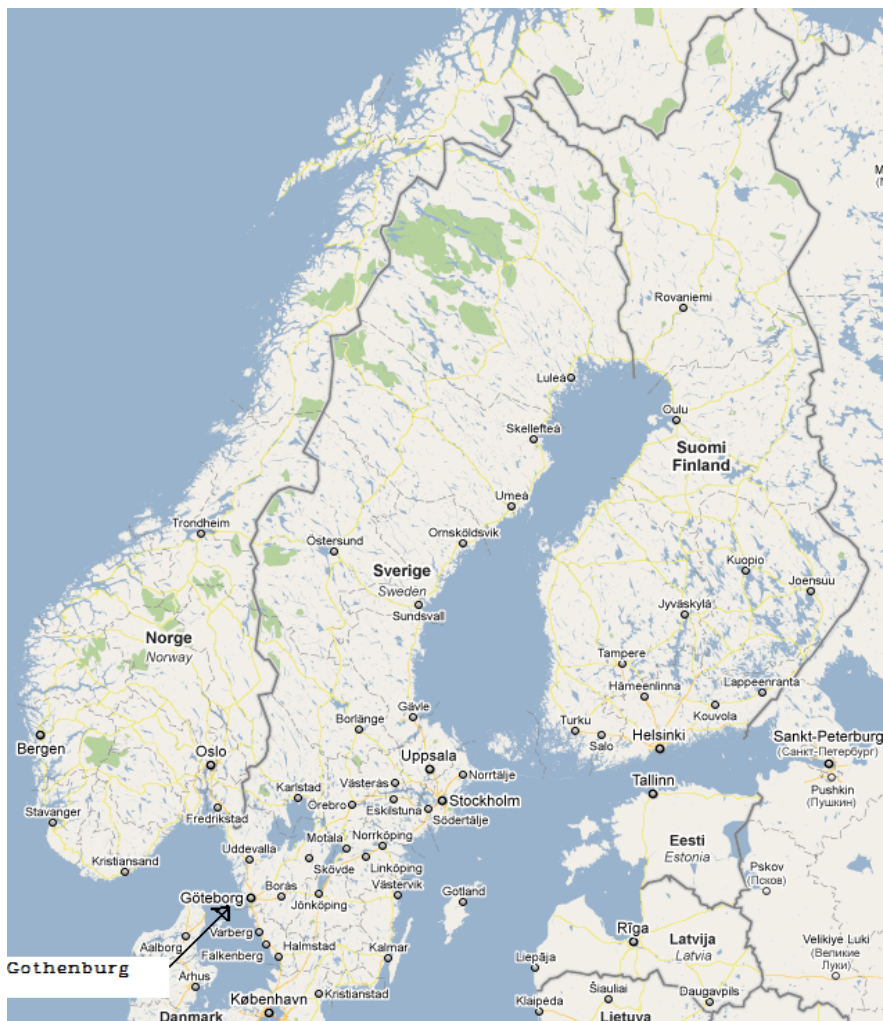 М
(М
Rovaniemi
Luleå
Oulu
Skellefteå
Suomi
Finland
Umeå
Trondheim
Ornsköldsvik
Östersund
Kuopio
Sverige
Sweden
Joensuu
Sundsvall
Jyväskylä
Norge
Norway
Tampere
Hämeenlinna
Lappeenranta
Gävle
Kouvola
Borlänge
Turku
Salo
Helsinki
Bergen
Oslo
Uppsala
Sankt-Peterburg
(Санкт-Петербург)
Norrtälje
Västerås
Tallinn
Karlstad
Pushkin
(Пушкин)
Örebro
Eskilstuna
Stockholm
Södertälje
Stavanger
Fredrikstad
Motala
Norrköping
Eesti
Estonia
Uddevalla
Kristiansand
Skövde
Linköping
Pskov
(Псков)
Göteborg
Borås
Jönköping
Västervik
Gotland
Varberg
Rīga
Latvija
Latvia
Velikiye Luki
(Великие
Луки)
Aalborg
Falkenberg
Halmstad
Kalmar
Liepāja
Gothenburg
Århus
København
Kristianstad
Klaipėda
Šiauliai
Daugavpils
Danmark
Lietuva